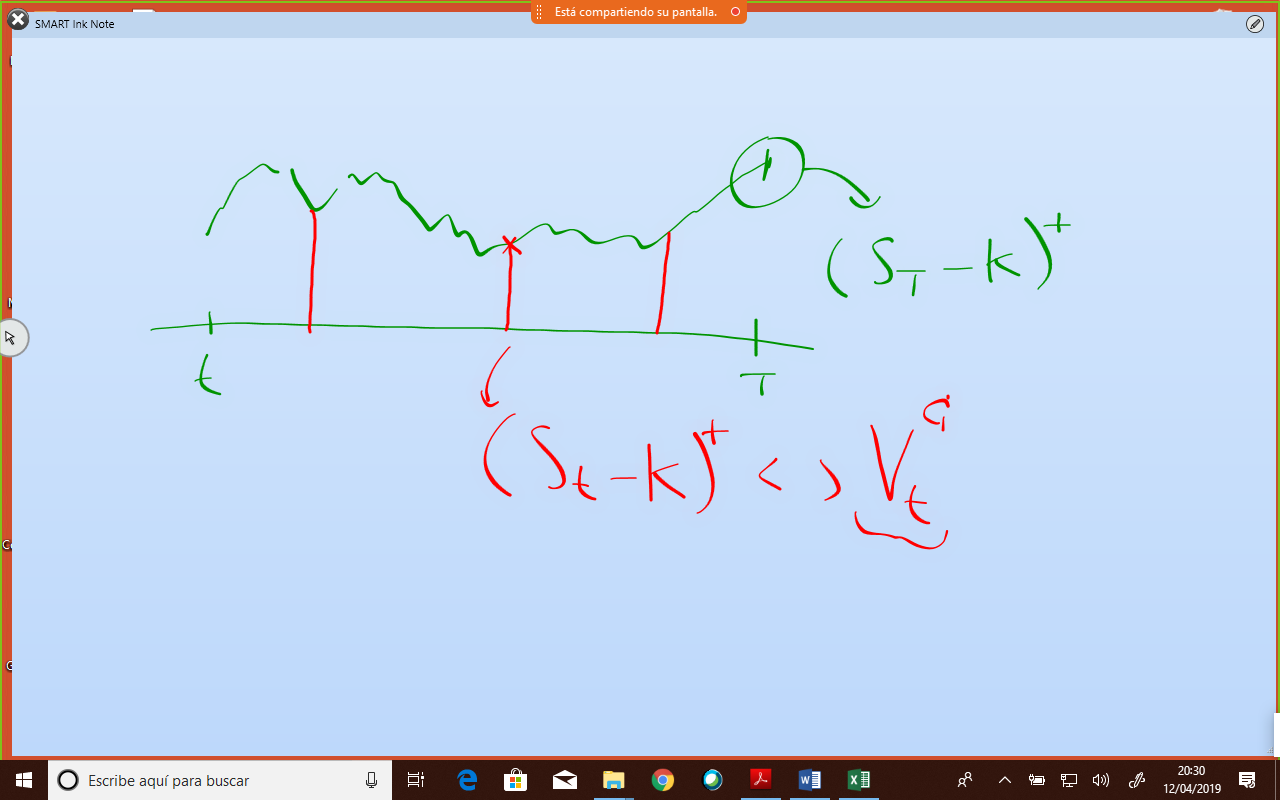 Está compartiendo su pantalla.
SMART Ink Note
(S_T - K)^+
t
T
(S_t - K)^+ < > V_t
Escribe aquí para buscar
20:30
12/04/2019